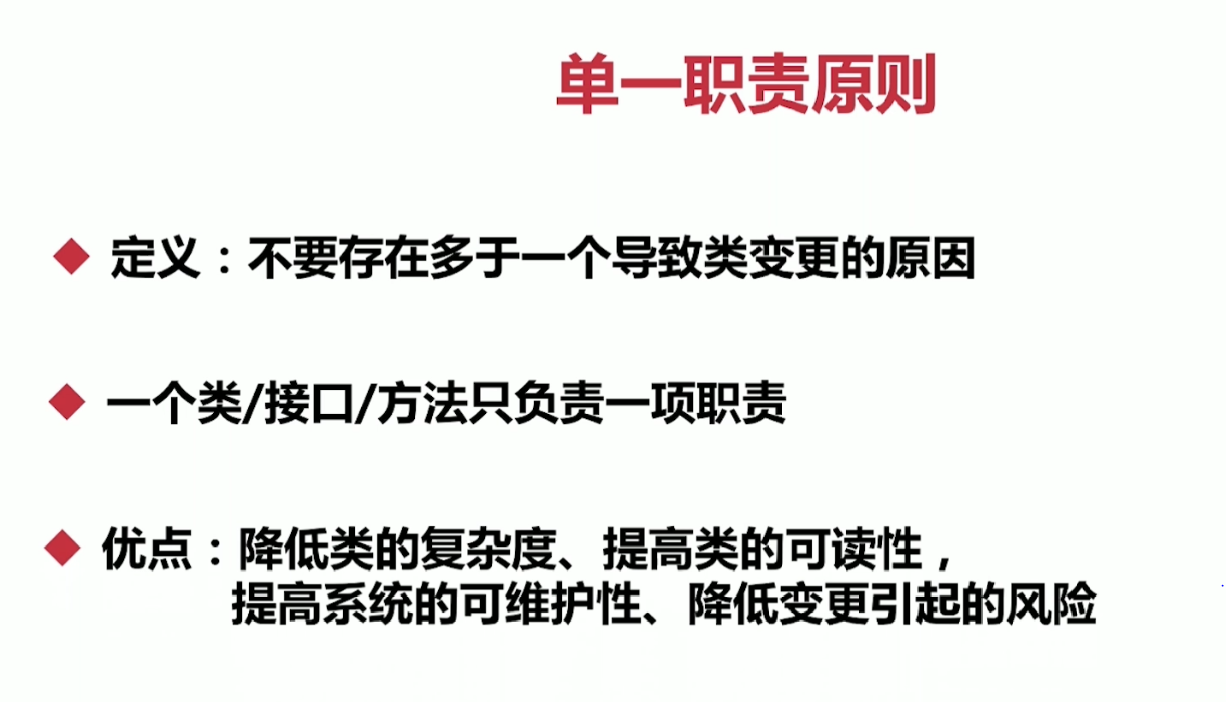 单一职责原则
定义：不要存在多于一个导致类变更的原因
一个类/接口/方法只负责一项职责
优点：降低类的复杂度、提高类的可读性，
提高系统的可维护性、降低变更引起的风险